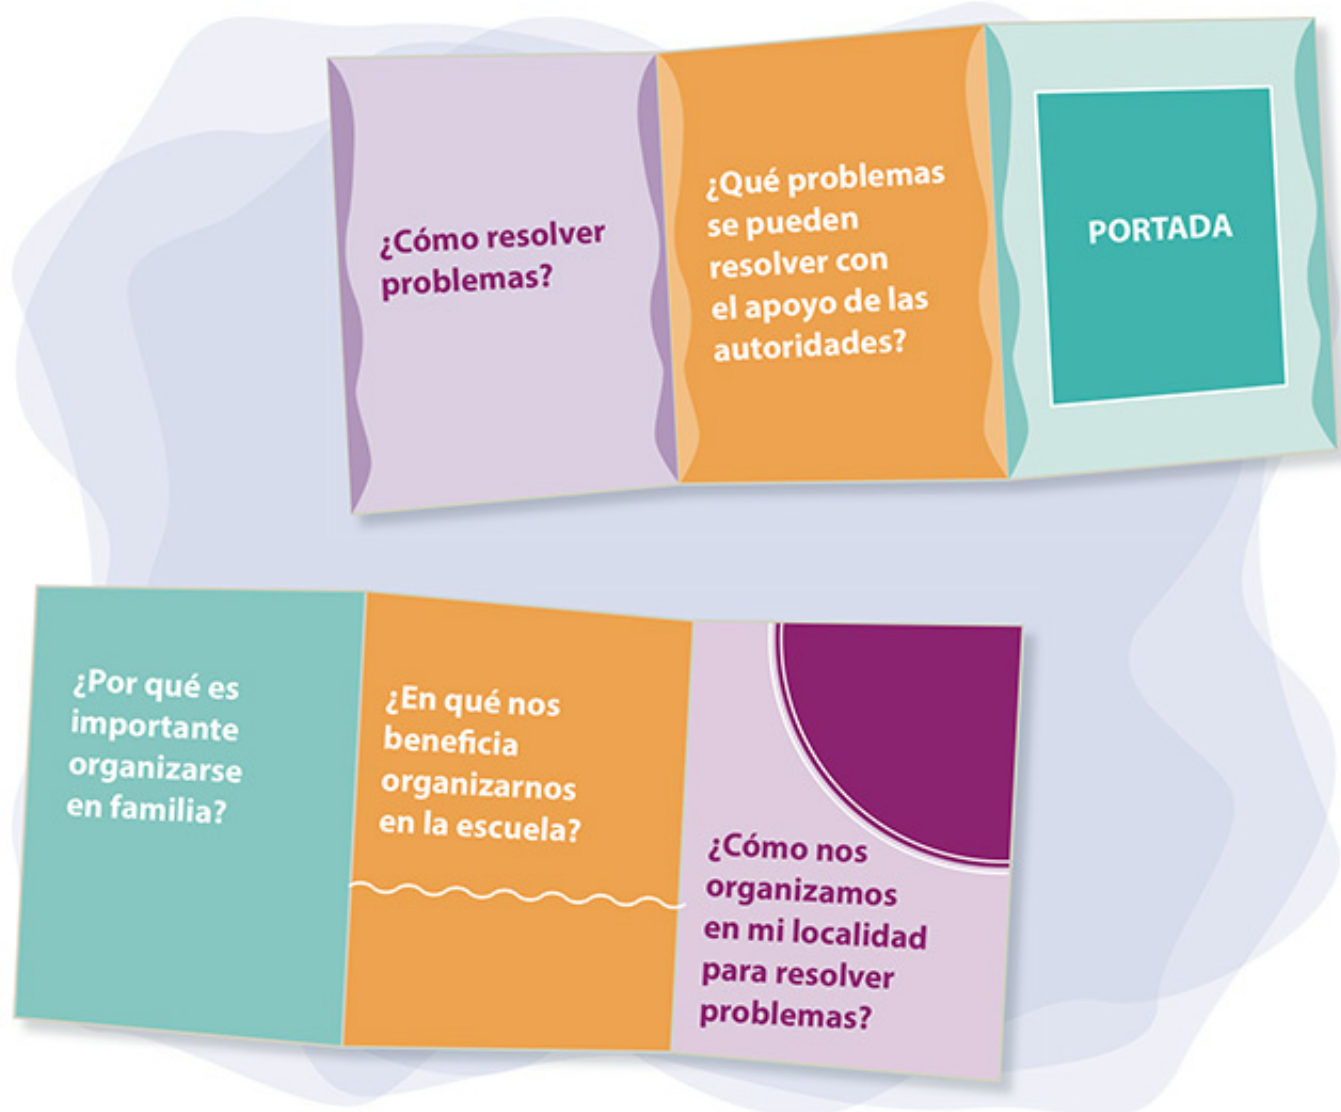 ¿Cómo resolver
problemas?
¿Qué problemas
se pueden
resolver con
el apoyo de las
autoridades?
PORTADA
¿Por qué es
importante
organizarse
en familia?
¿En qué nos
beneficia
organizarnos
en la escuela?
¿Cómo nos
organizamos
en mi localidad
para resolver
problemas?